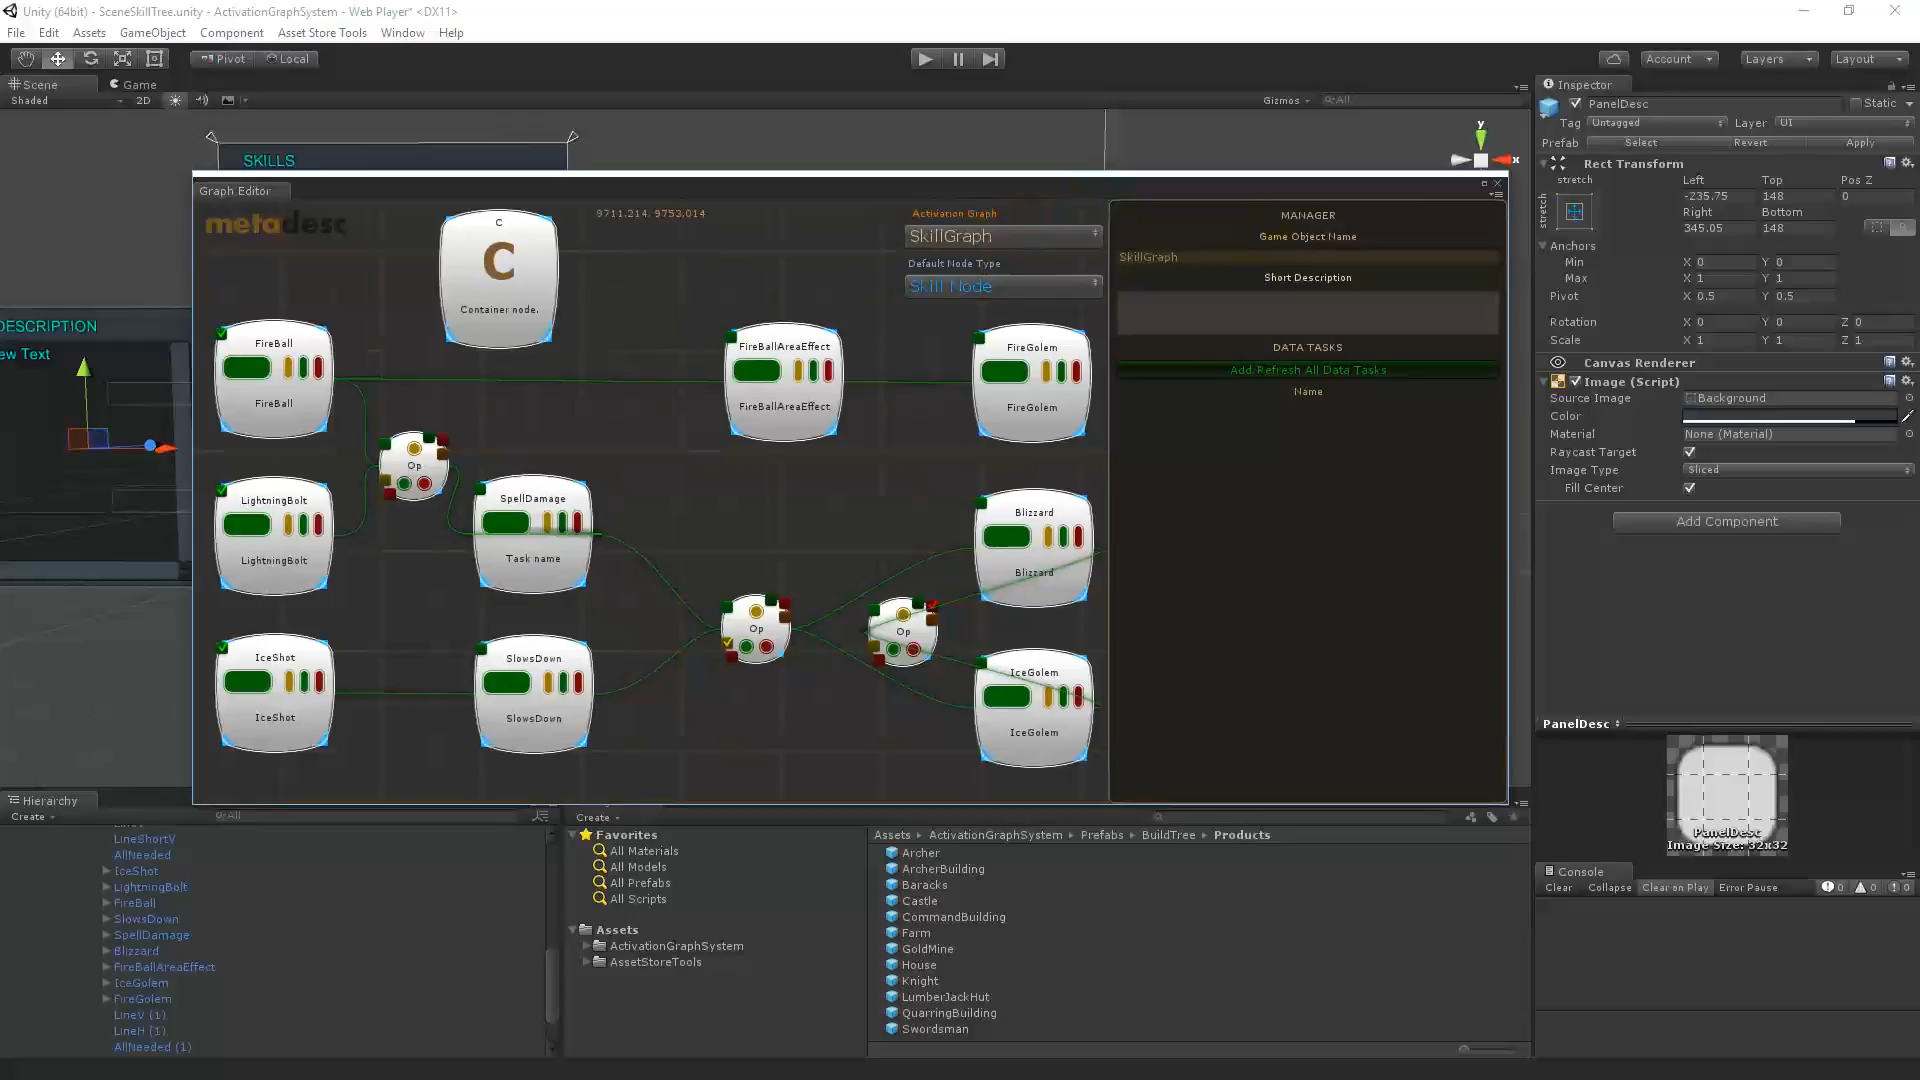 Unity (64bit) - SceneSkillTree.unity - ActivationGraphSystem - Web Player* <DX11>
File Edit Assets GameObject Component Asset Store Tools Window Help
Pivot Local
Account Layers Layout
Scene Game
Shaded 2D Gizmos All
Inspector
PanelDesc Static
Tag Untagged Layer UI
Prefab Select Revert Apply
Rect Transform
stretch Left Top Pos Z
stretch
-235.75 148 0
Right Bottom
345.05 148
R
Anchors
Min X 0 Y 0
Max X 1 Y 1
Pivot X 0.5 Y 0.5
Rotation X 0 Y 0 Z 0
Scale X 1 Y 1 Z 1
Canvas Renderer
Image (Script)
Source Image Background
Color
Material None (Material)
Raycast Target
Image Type Sliced
Fill Center
Add Component
PanelDesc
PanelDesc
Image Size: 32x32
Console
Clear Collapse Clear on Play Error Pause 0 0 0
y
x
SKILLS
DESCRIPTION
ew Text
Graph Editor
metadesc
9711.214, 9753,014
Activation Graph
SkillGraph
Default Node Type
Skill Node
C
C
Container node.
FireBall
FireBall
FireBallAreaEffect
FireBallAreaEffect
FireGolem
FireGolem
Op
LightningBolt
LightningBolt
SpellDamage
Task name
Blizzard
Blizzard
Op
Op
IceShot
IceShot
SlowsDown
SlowsDown
IceGolem
IceGolem
MANAGER
Game Object Name
SkillGraph
Short Description
DATA TASKS
Add/Refresh All Data Tasks
Name
Hierarchy
Create All
LineShortV
AllNeeded
IceShot
LightningBolt
FireBall
SlowsDown
SpellDamage
Blizzard
FireBallAreaEffect
IceGolem
FireGolem
LineV (1)
LineH (1)
AllNeeded (1)
Create
Favorites
All Materials
All Models
All Prefabs
All Scripts
Assets
ActivationGraphSystem
AssetStoreTools
Assets ActivationGraphSystem Prefabs BuildTree Products
Archer
ArcherBuilding
Baracks
Castle
CommandBuilding
Farm
GoldMine
House
Knight
LumberJackHut
QuarringBuilding
Swordsman